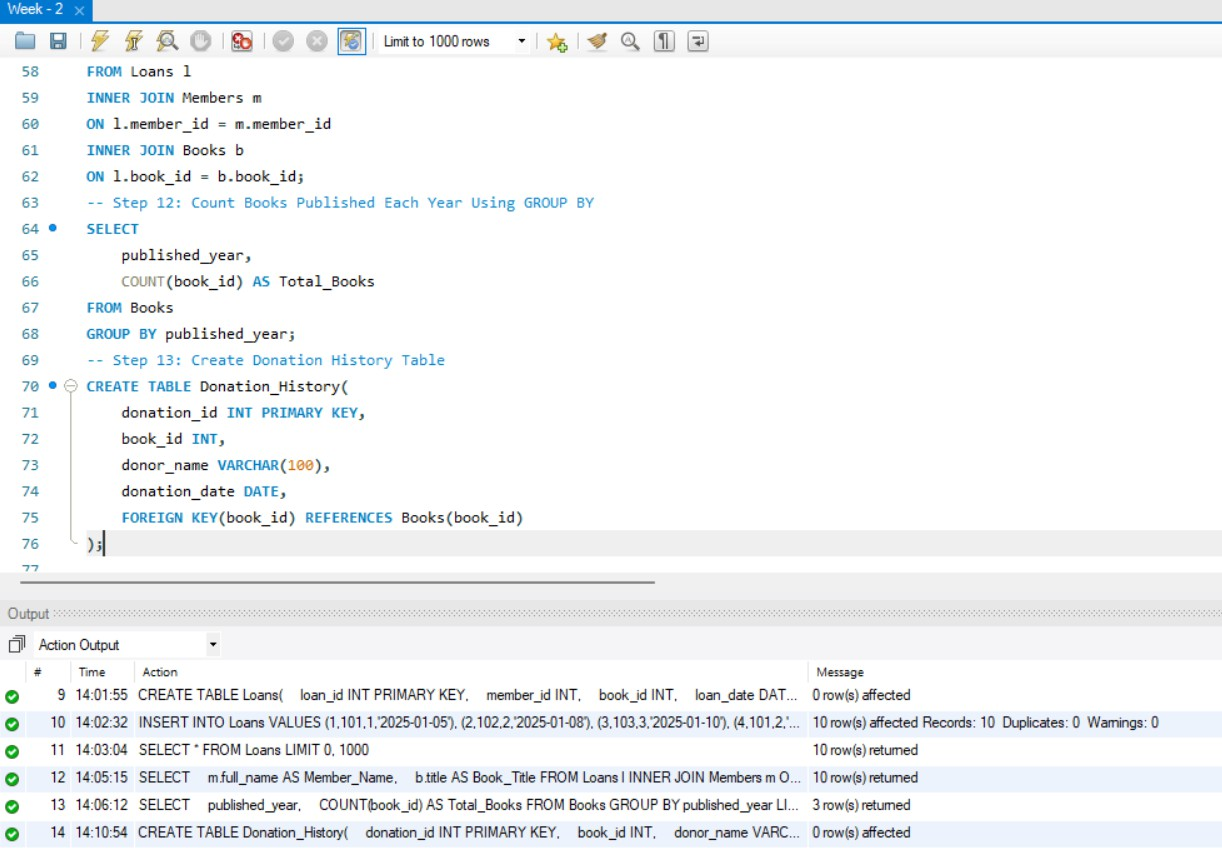 Week - 2
Limit to 1000 rows
58 FROM Loans l
59 INNER JOIN Members m
60 ON l.member_id = m.member_id
61 INNER JOIN Books b
62 ON l.book_id = b.book_id;
63 -- Step 12: Count Books Published Each Year Using GROUP BY
64 SELECT
65 published_year,
66 COUNT(book_id) AS Total_Books
67 FROM Books
68 GROUP BY published_year;
69 -- Step 13: Create Donation History Table
70 CREATE TABLE Donation_History(
71 donation_id INT PRIMARY KEY,
72 book_id INT,
73 donor_name VARCHAR(100),
74 donation_date DATE,
75 FOREIGN KEY(book_id) REFERENCES Books(book_id)
76 );
77
Output
Action Output
# Time Action Message
9 14:01:55 CREATE TABLE Loans( loan_id INT PRIMARY KEY, member_id INT, book_id INT, loan_date DAT... 0 row(s) affected
10 14:02:32 INSERT INTO Loans VALUES (1,101,1,'2025-01-05'), (2,102,2,'2025-01-08'), (3,103,3,'2025-01-10'), (4,101,2,'... 10 row(s) affected Records: 10 Duplicates: 0 Warnings: 0
11 14:03:04 SELECT * FROM Loans LIMIT 0, 1000 10 row(s) returned
12 14:05:15 SELECT m.full_name AS Member_Name, b.title AS Book_Title FROM Loans l INNER JOIN Members m O... 10 row(s) returned
13 14:06:12 SELECT published_year, COUNT(book_id) AS Total_Books FROM Books GROUP BY published_year LI... 3 row(s) returned
14 14:10:54 CREATE TABLE Donation_History( donation_id INT PRIMARY KEY, book_id INT, donor_name VARC... 0 row(s) affected